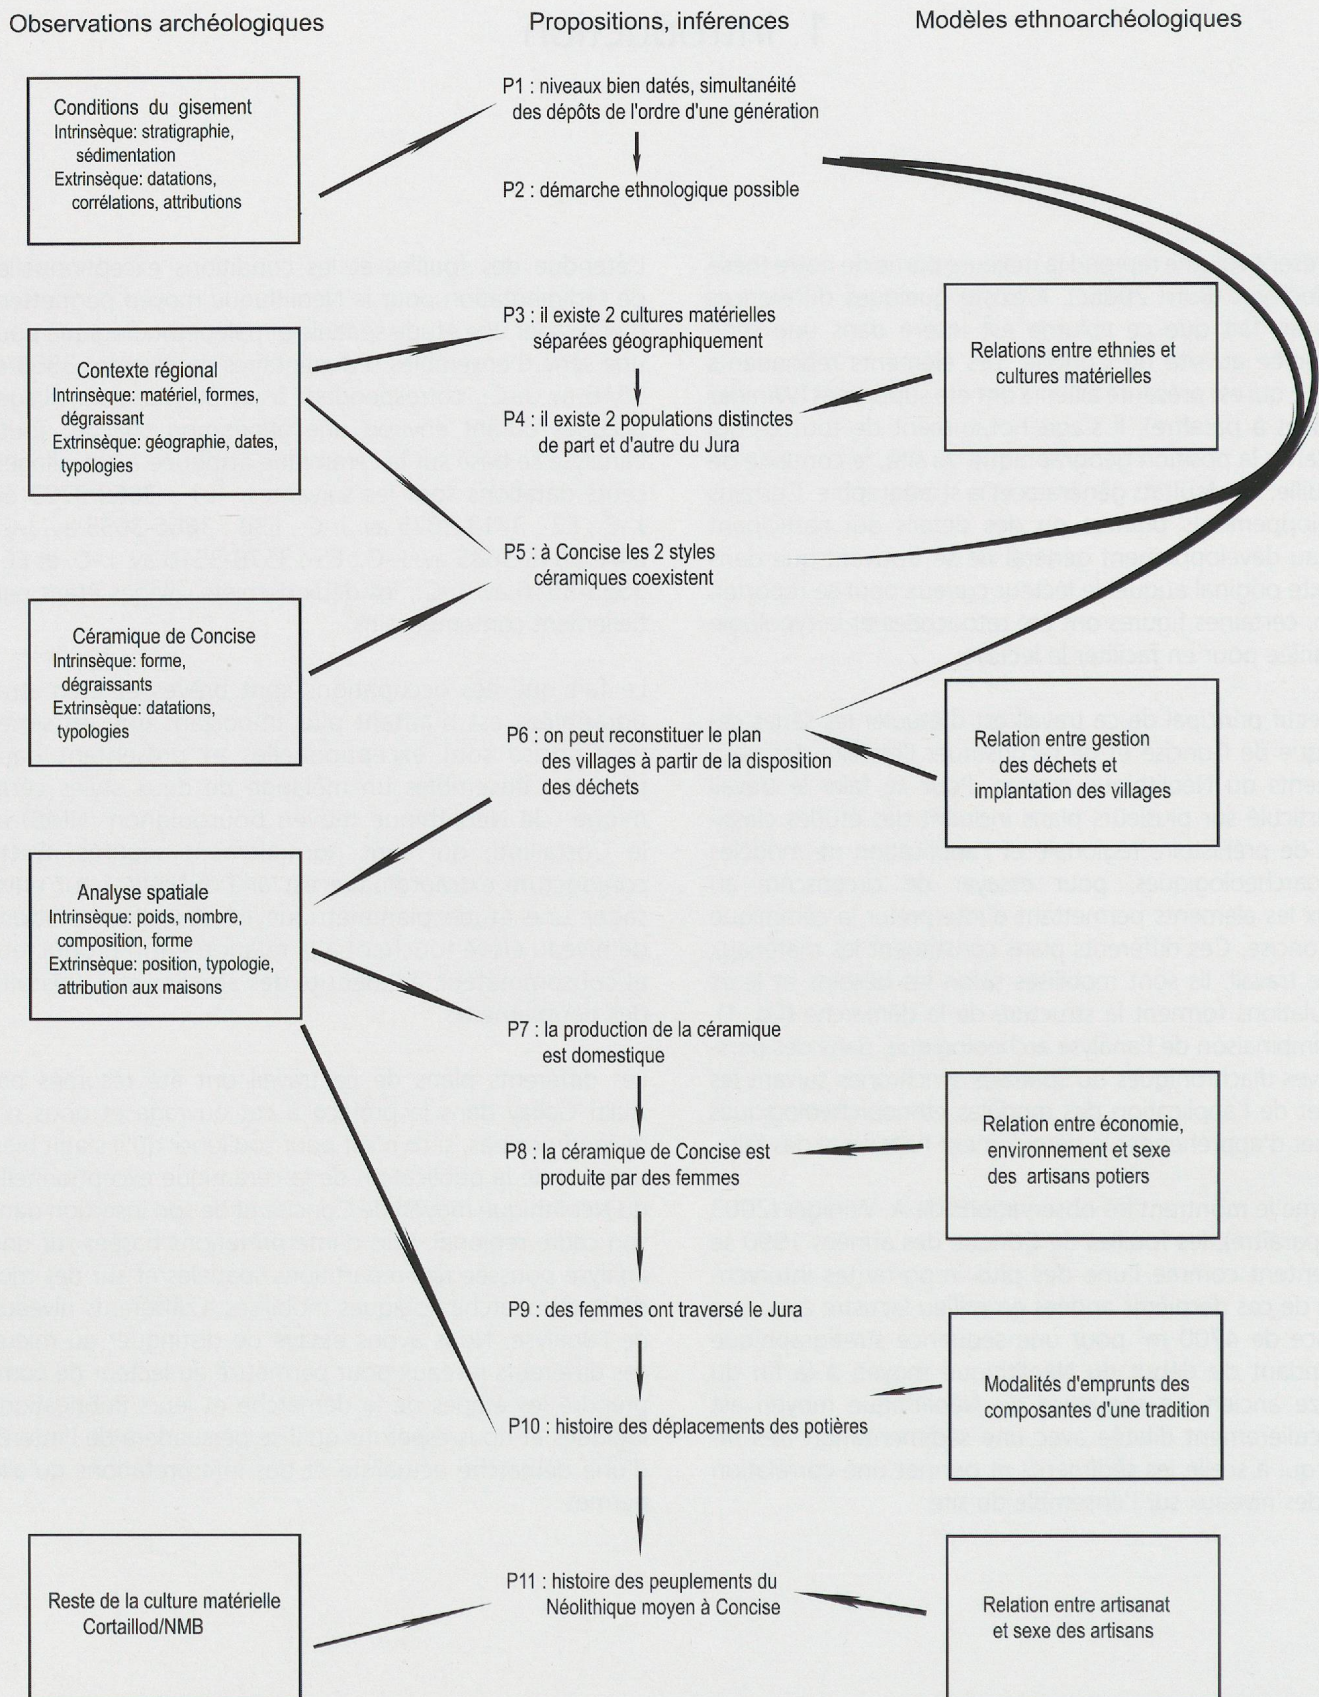 Observations archéologiques
Propositions, inférences
Modèles ethnoarchéologiques
Conditions du gisement
Intrinsèque: stratigraphie,
sédimentation
Extrinsèque: datations,
corrélations, attributions
P1 : niveaux bien datés, simultanéité
des dépôts de l'ordre d'une génération
P2 : démarche ethnologique possible
Contexte régional
Intrinsèque: matériel, formes,
dégraissant
Extrinsèque: géographie, dates,
typologies
P3 : il existe 2 cultures matérielles
séparées géographiquement
Relations entre ethnies et
cultures matérielles
P4 : il existe 2 populations distinctes
de part et d'autre du Jura
P5 : à Concise les 2 styles
céramiques coexistent
Céramique de Concise
Intrinsèque: forme,
dégraissants
Extrinsèque: datations,
typologies
P6 : on peut reconstituer le plan
des villages à partir de la disposition
des déchets
Relation entre gestion
des déchets et
implantation des villages
Analyse spatiale
Intrinsèque: poids, nombre,
composition, forme
Extrinsèque: position, typologie,
attribution aux maisons
P7 : la production de la céramique
est domestique
P8 : la céramique de Concise est
produite par des femmes
Relation entre économie,
environnement et sexe
des artisans potiers
P9 : des femmes ont traversé le Jura
Modalités d'emprunts des
composantes d'une tradition
P10 : histoire des déplacements des potières
Reste de la culture matérielle
Cortaillod/NMB
P11 : histoire des peuplements du
Néolithique moyen à Concise
Relation entre artisanat
et sexe des artisans